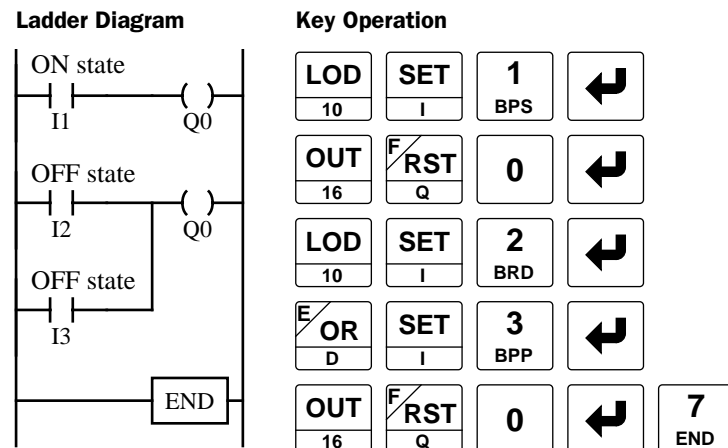 Ladder Diagram
Key Operation
ON state
I1
Q0
OFF state
I2
Q0
OFF state
I3
END
LOD
10
SET
I
1
BPS
OUT
16
F
RST
Q
0
LOD
10
SET
I
2
BRD
E
OR
D
SET
I
3
BPP
OUT
16
F
RST
Q
0
7
END